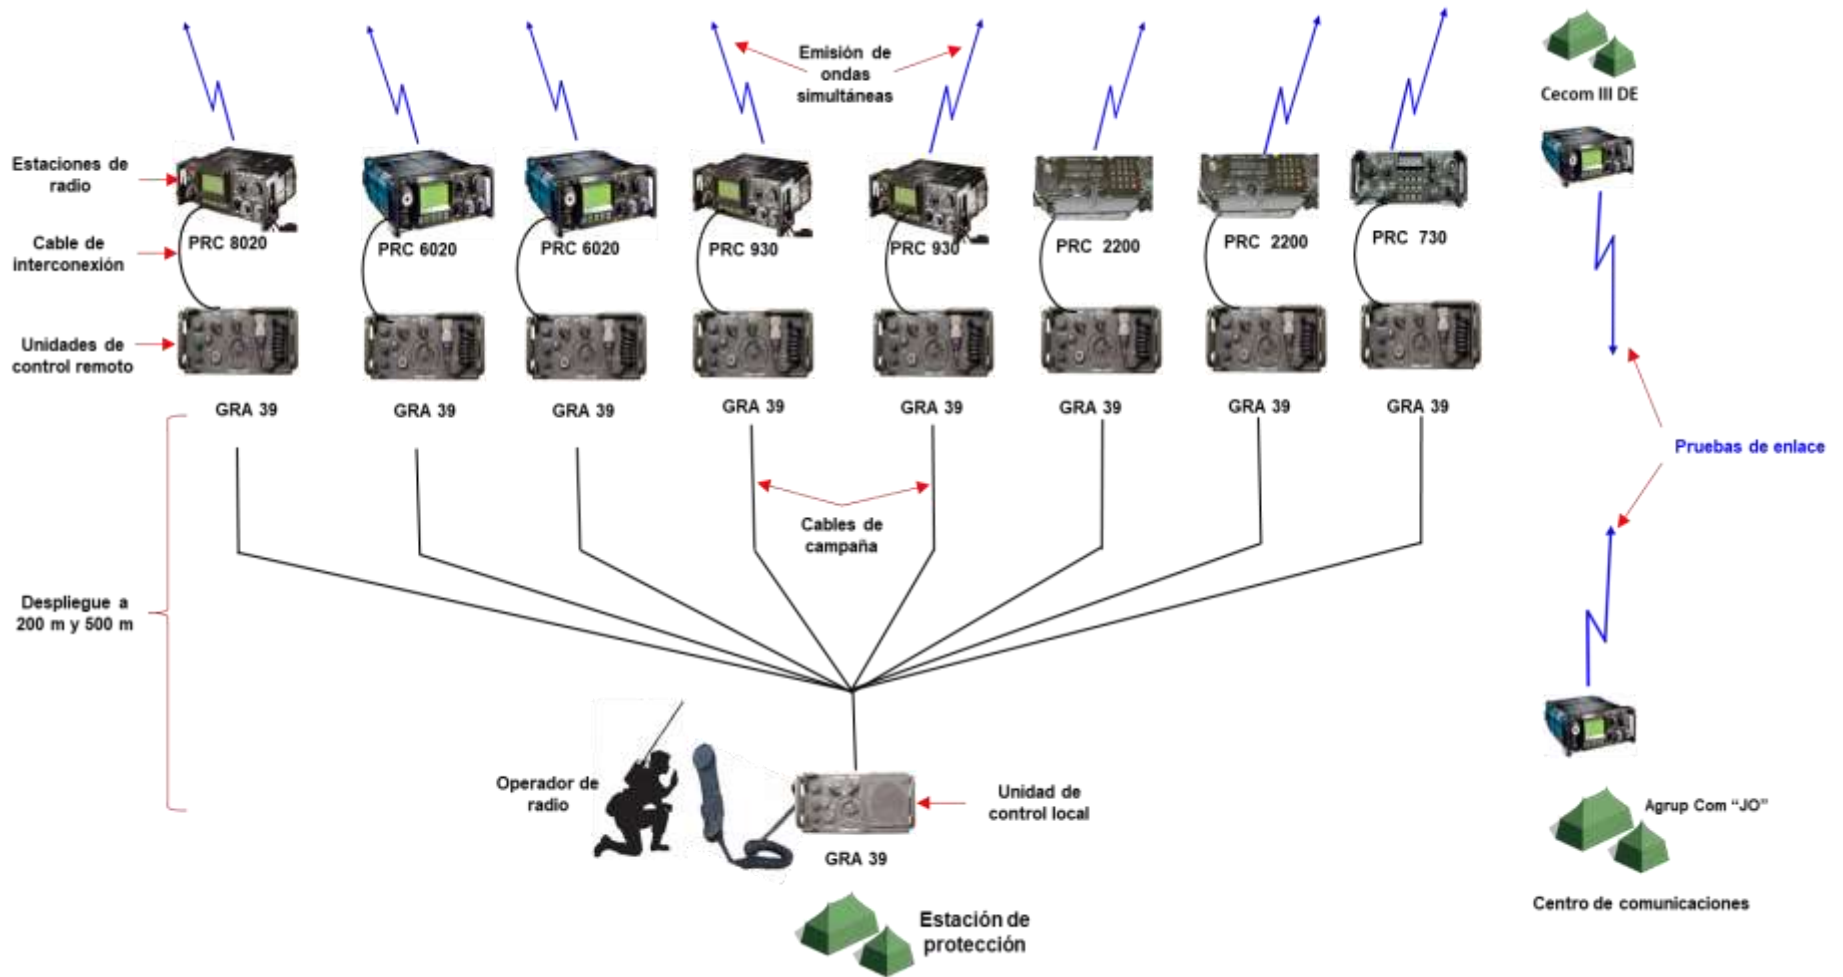 Emisión de
ondas
simultáneas
Cecom III DE
Estaciones de
radio
PRC 8020
PRC 6020
PRC 6020
PRC 930
PRC 930
PRC 2200
PRC 2200
PRC 730
Cable de
interconexión
Unidades de
control remoto
GRA 39
GRA 39
GRA 39
GRA 39
GRA 39
GRA 39
GRA 39
GRA 39
Pruebas de enlace
Cables de
campaña
Despliegue a
200 m y 500 m
Operador de
radio
Unidad de
control local
GRA 39
Agrup Com “JO”
Centro de comunicaciones
Estación de
protección